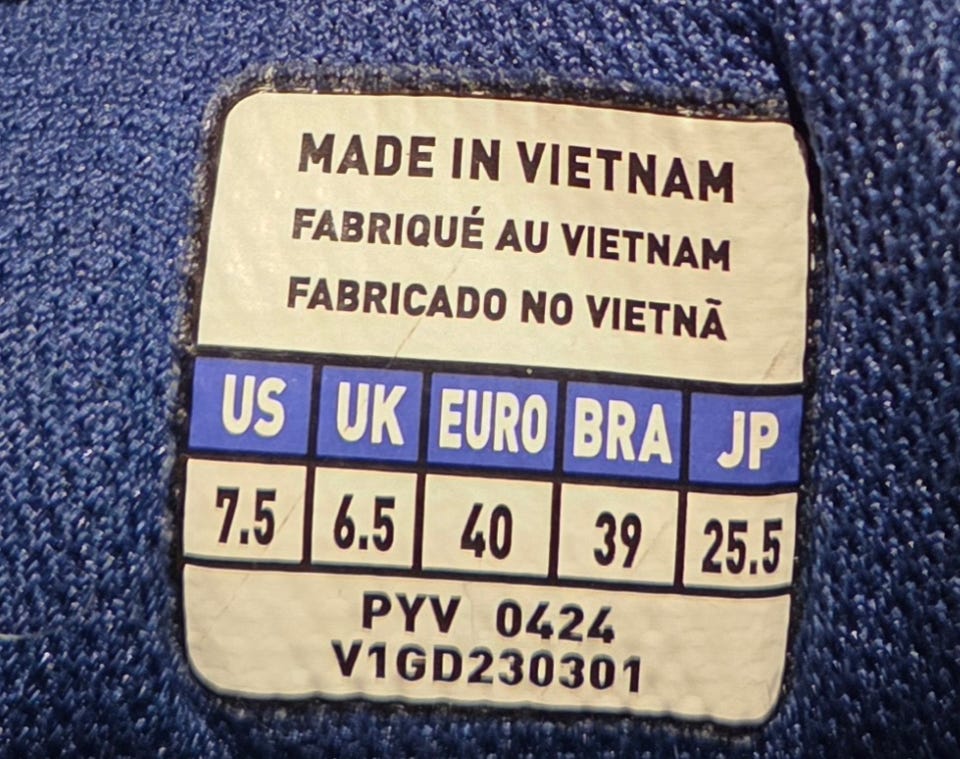 MADE IN VIETNAM
FABRIQUÉ AU VIETNAM
FABRICADO NO VIETNÃ
US UK EURO BRA JP
7.5 6.5 40 39 25.5
PYV 0424
V1GD230301